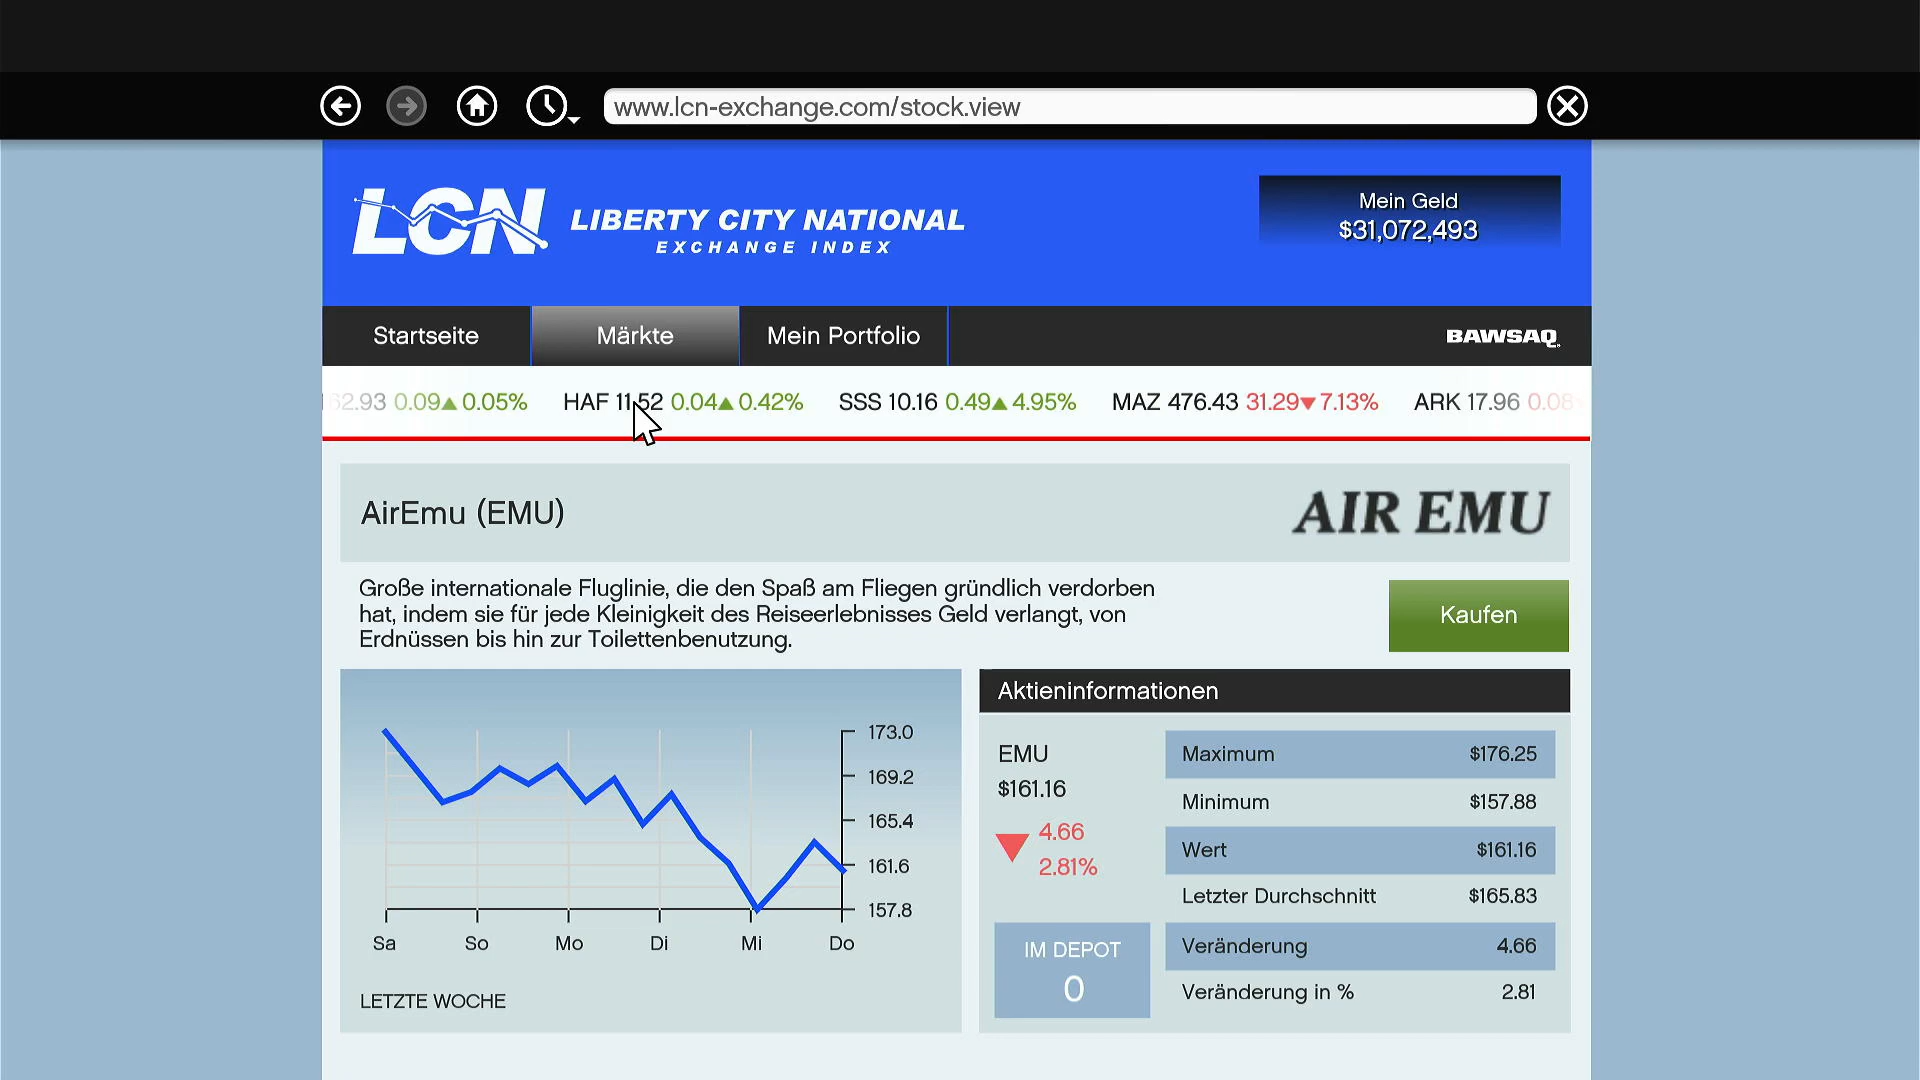 www.lcn-exchange.com/stock.view
LCN
LIBERTY CITY NATIONAL
EXCHANGE INDEX
Mein Geld
$31,072,493
Startseite
Märkte
Mein Portfolio
BAWSAQ
62.93 0.09▲0.05% HAF 11.52 0.04▲0.42% SSS 10.16 0.49▲4.95% MAZ 476.43 31.29▼7.13% ARK 17.96 0.08
AirEmu (EMU)
AIR EMU
Große internationale Fluglinie, die den Spaß am Fliegen gründlich verdorben
hat, indem sie für jede Kleinigkeit des Reiseerlebnisses Geld verlangt, von
Erdnüssen bis hin zur Toilettenbenutzung.
Kaufen
173.0
169.2
165.4
161.6
157.8
Sa So Mo Di Mi Do
LETZTE WOCHE
Aktieninformationen
EMU
$161.16
4.66
2.81%
IM DEPOT
0
Maximum $176.25
Minimum $157.88
Wert $161.16
Letzter Durchschnitt $165.83
Veränderung 4.66
Veränderung in % 2.81